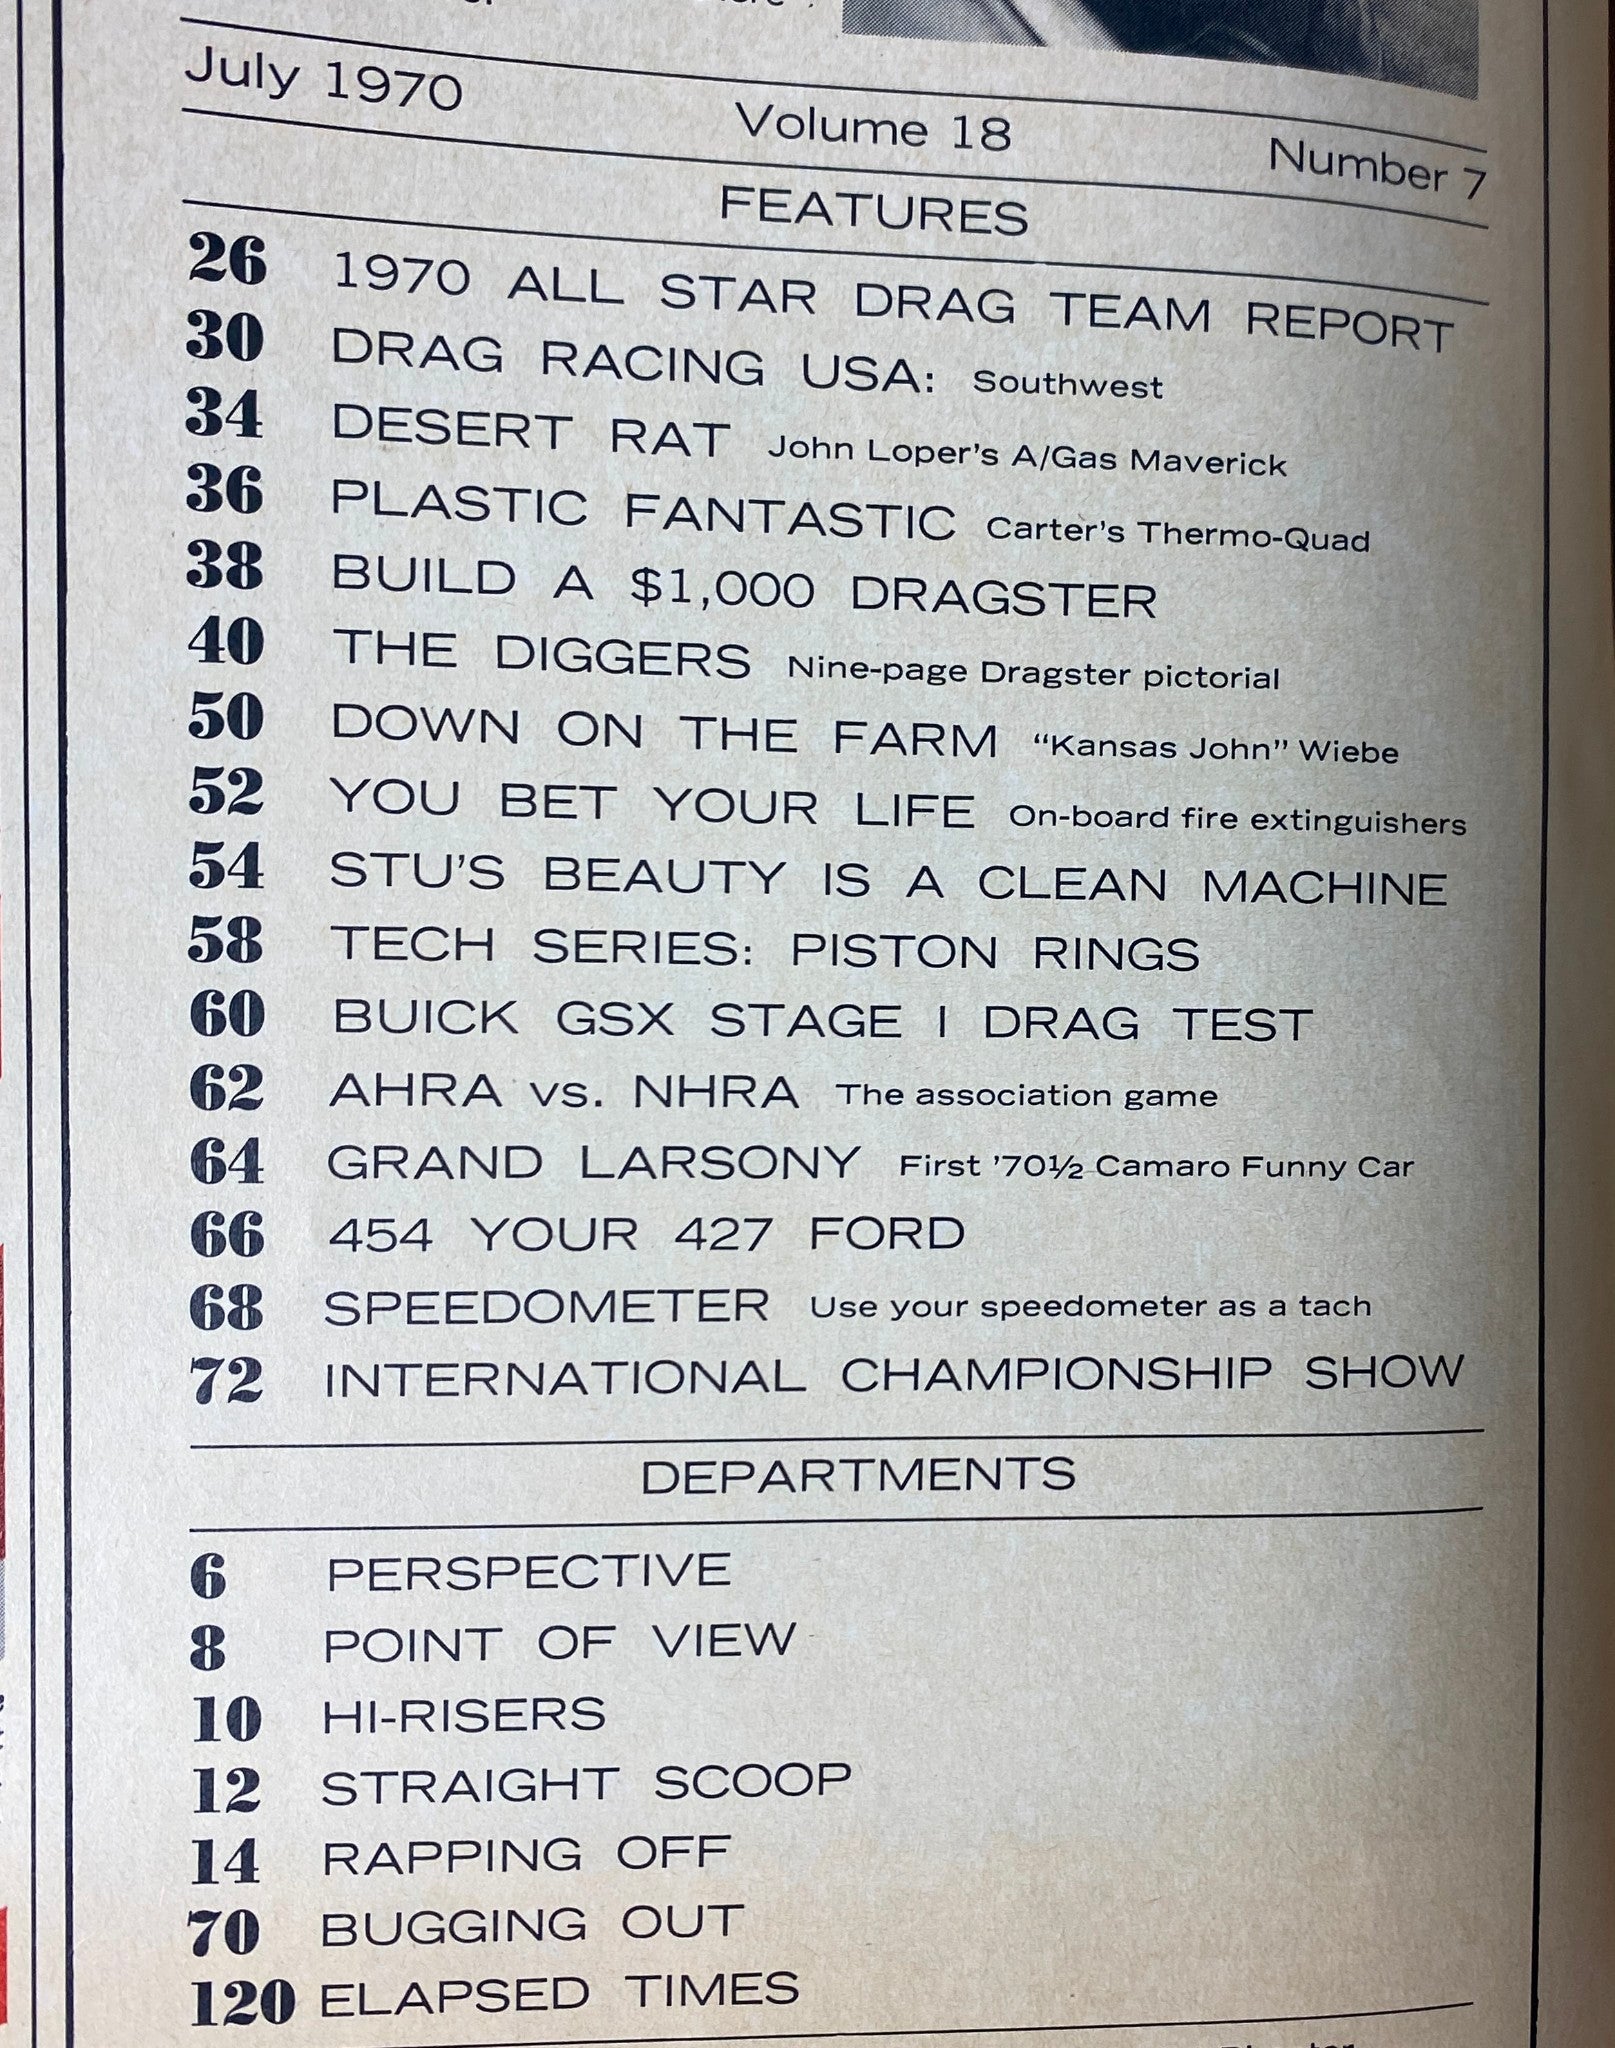 July 1970 Volume 18 Number 7
FEATURES
26 1970 ALL STAR DRAG TEAM REPORT
30 DRAG RACING USA: Southwest
34 DESERT RAT John Loper's A/Gas Maverick
36 PLASTIC FANTASTIC Carter's Thermo-Quad
38 BUILD A $1,000 DRAGSTER
40 THE DIGGERS Nine-page Dragster pictorial
50 DOWN ON THE FARM “Kansas John” Wiebe
52 YOU BET YOUR LIFE On-board fire extinguishers
54 STU'S BEAUTY IS A CLEAN MACHINE
58 TECH SERIES: PISTON RINGS
60 BUICK GSX STAGE I DRAG TEST
62 AHRA vs. NHRA The association game
64 GRAND LARSONY First '70½ Camaro Funny Car
66 454 YOUR 427 FORD
68 SPEEDOMETER Use your speedometer as a tach
72 INTERNATIONAL CHAMPIONSHIP SHOW
DEPARTMENTS
6 PERSPECTIVE
8 POINT OF VIEW
10 HI-RISERS
12 STRAIGHT SCOOP
14 RAPPING OFF
70 BUGGING OUT
120 ELAPSED TIMES